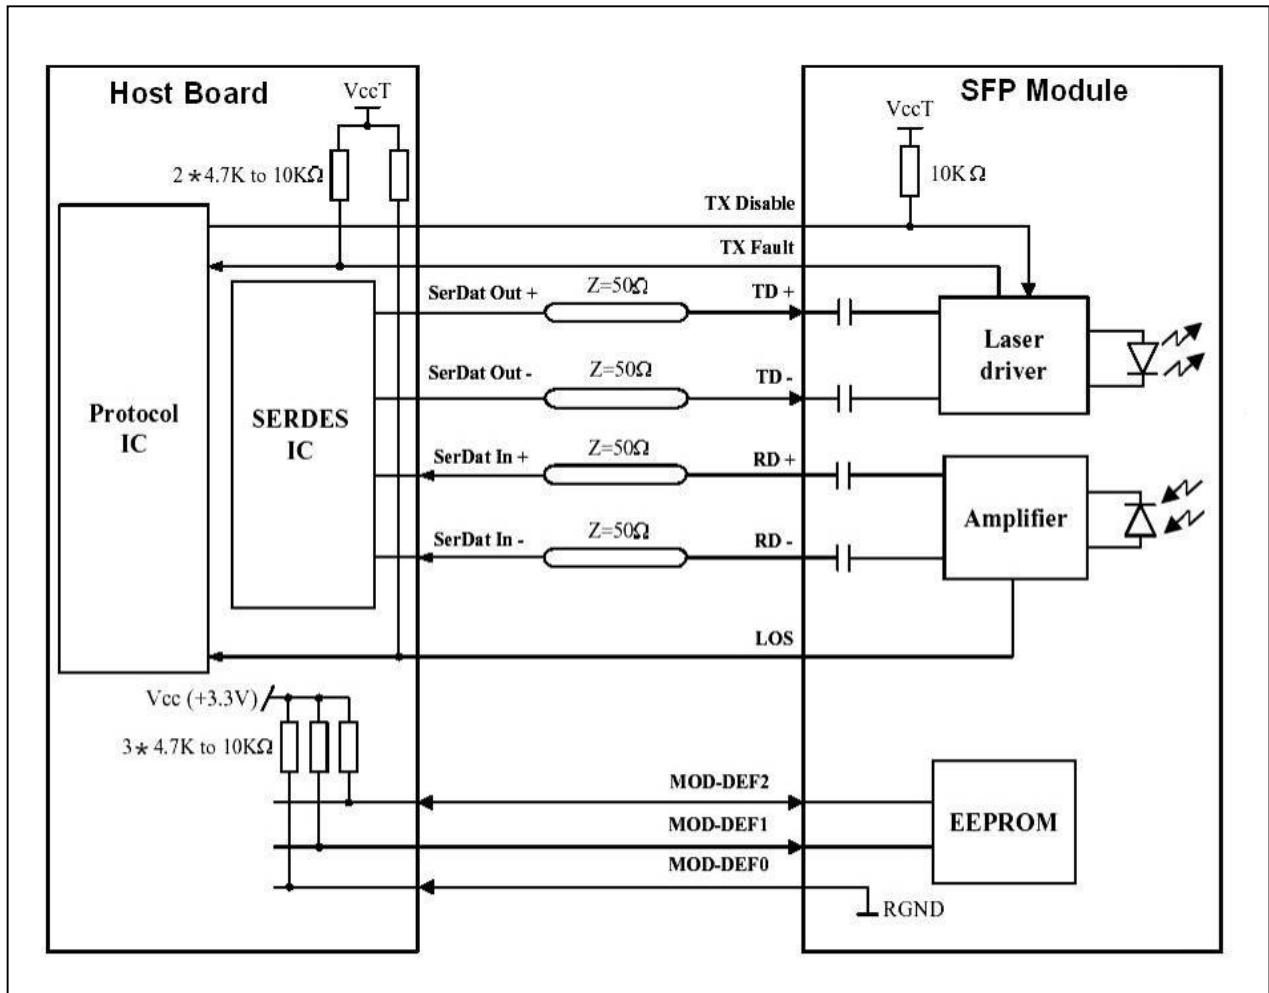 Host Board
SFP Module
VccT
VccT
2*4.7K to 10KΩ
10KΩ
TX Disable
TX Fault
SerDat Out +
Z=50Ω
TD +
Laser
driver
SerDat Out -
Z=50Ω
TD -
Protocol
IC
SERDES
IC
SerDat In +
Z=50Ω
RD +
Amplifier
SerDat In -
Z=50Ω
RD -
LOS
Vcc (+3.3V)
3*4.7K to 10KΩ
MOD-DEF2
MOD-DEF1
MOD-DEF0
EEPROM
RGND